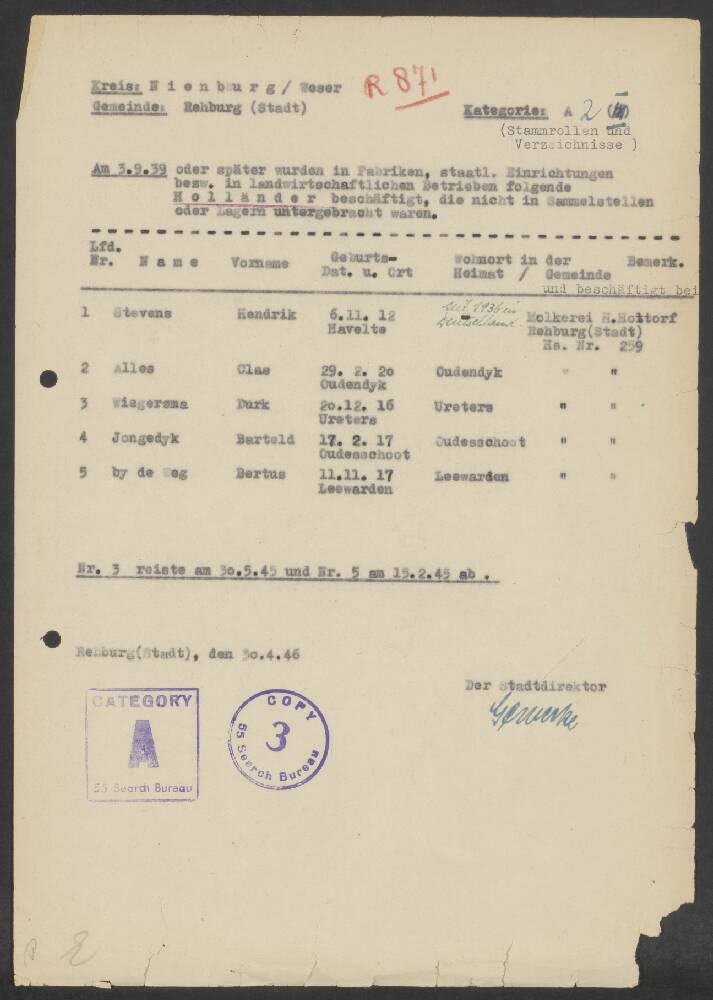 Kreis: N i e n b u r g / Weser
R 871
Gemeinde: Rehburg (Stadt)
Kategorie: A 2
(Stammrollen und
Verzeichnisse )
Am 3.9.39 oder später wurden in Fabriken, staatl. Einrichtungen
bezw. in landwirtschaftlichen Betrieben folgende
H o l l ä n d e r beschäftigt, die nicht in Sammelstellen
oder Lagern untergebracht waren.
Lfd.
Nr. N a m e Vorname Geburts- Wohnort in der Bemerk.
Dat. u. Ort Heimat / Gemeinde
und beschäftigt bei
1 Stevens Hendrik 6.11. 12 seit 1936 in Molkerei H.Hottorf
Havelte Deutschland Rehburg(Stadt)
Hs. Nr. 259
2 Alles Clas 29. 2. 20 Oudendyk " "
Oudendyk
3 Wiegersma Durk 20.12. 16 Ureters " "
Ureters
4 Jongedyk Barteld 17. 2. 17 Oudesschoot " "
Oudesschoot
5 by de Weg Bertus 11.11. 17 Leewarden " "
Leewarden
Nr. 3 reiste am 30.5.45 und Nr. 5 am 15.2.45 ab .
Rehburg(Stadt), den 30.4.46
Der Stadtdirektor
CATEGORY
A
55 Search Bureau
COPY
3
55 Search Bureau